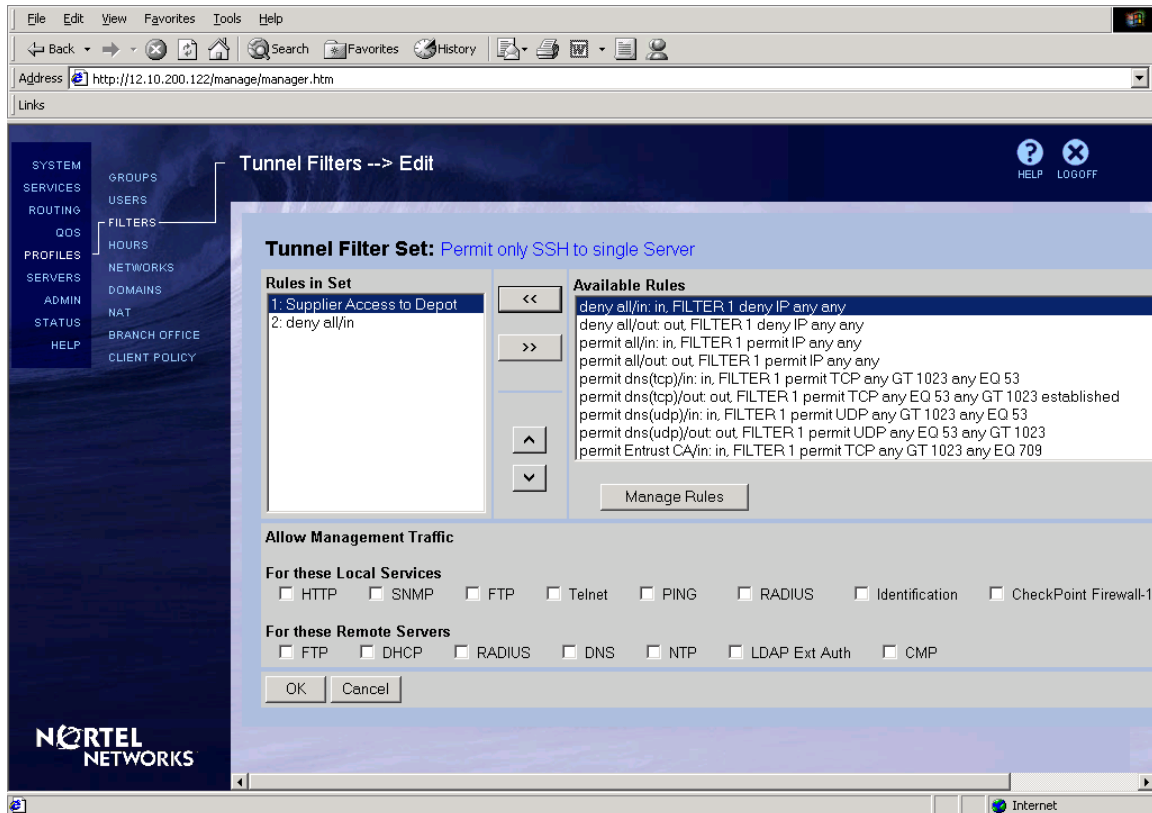 File Edit View Favorites Tools Help
Back Search Favorites History
Address http://12.10.200.122/manage/manager.htm
Links
SYSTEM
SERVICES
ROUTING
QOS
PROFILES
SERVERS
ADMIN
STATUS
HELP
GROUPS
USERS
FILTERS
HOURS
NETWORKS
DOMAINS
NAT
BRANCH OFFICE
CLIENT POLICY
Tunnel Filters --> Edit
HELP LOGOFF
Tunnel Filter Set: Permit only SSH to single Server
Rules in Set
1: Supplier Access to Depot
2: deny all/in
<<
>>
Available Rules
deny all/in: in, FILTER 1 deny IP any any
deny all/out: out, FILTER 1 deny IP any any
permit all/in: in, FILTER 1 permit IP any any
permit all/out: out, FILTER 1 permit IP any any
permit dns(tcp)/in: in, FILTER 1 permit TCP any GT 1023 any EQ 53
permit dns(tcp)/out: out, FILTER 1 permit TCP any EQ 53 any GT 1023 established
permit dns(udp)/in: in, FILTER 1 permit UDP any GT 1023 any EQ 53
permit dns(udp)/out: out, FILTER 1 permit UDP any EQ 53 any GT 1023
permit Entrust CA/in: in, FILTER 1 permit TCP any GT 1023 any EQ 709
Manage Rules
Allow Management Traffic
For these Local Services
HTTP SNMP FTP Telnet PING RADIUS Identification CheckPoint Firewall-1
For these Remote Servers
FTP DHCP RADIUS DNS NTP LDAP Ext Auth CMP
OK Cancel
NORTEL
NETWORKS
Internet